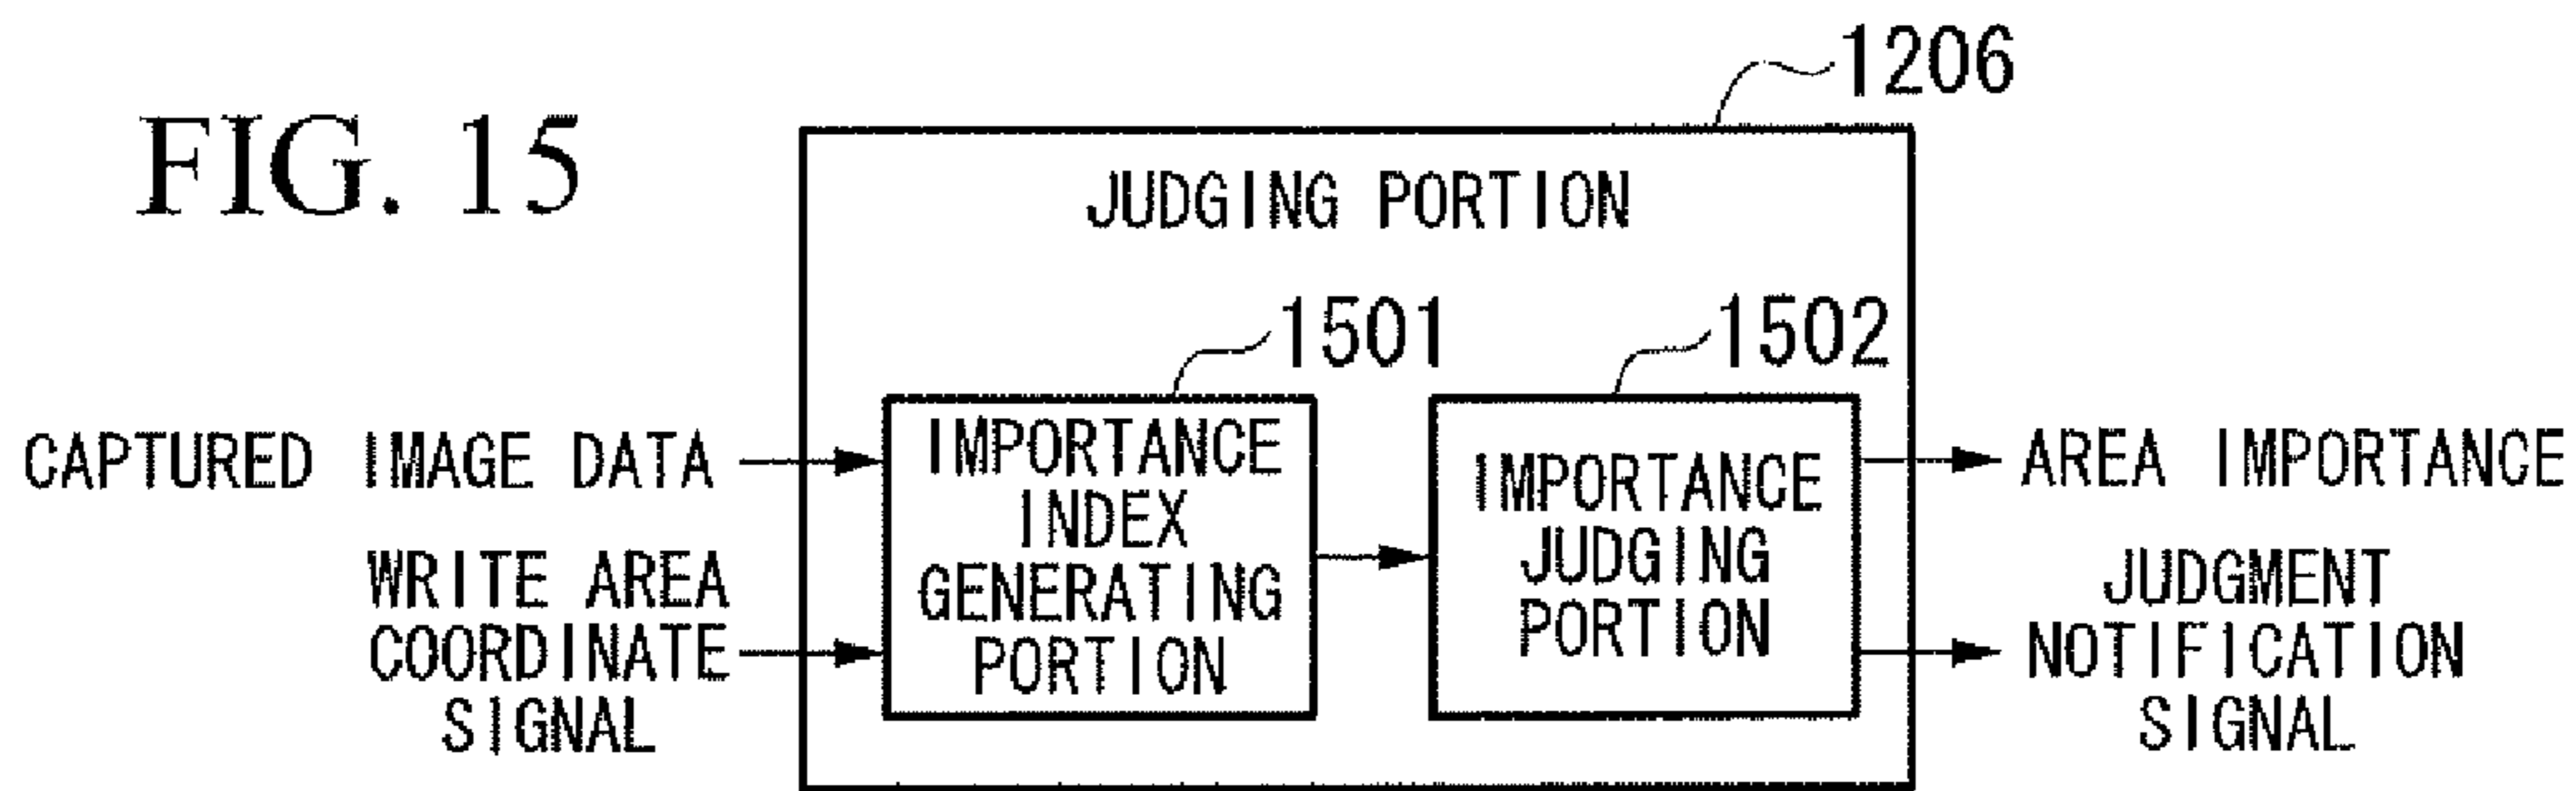 FIG. 15
1206
JUDGING PORTION
1501
1502
CAPTURED IMAGE DATA
WRITE AREA
COORDINATE
SIGNAL
IMPORTANCE
INDEX
GENERATING
PORTION
IMPORTANCE
JUDGING
PORTION
AREA IMPORTANCE
JUDGMENT
NOTIFICATION
SIGNAL